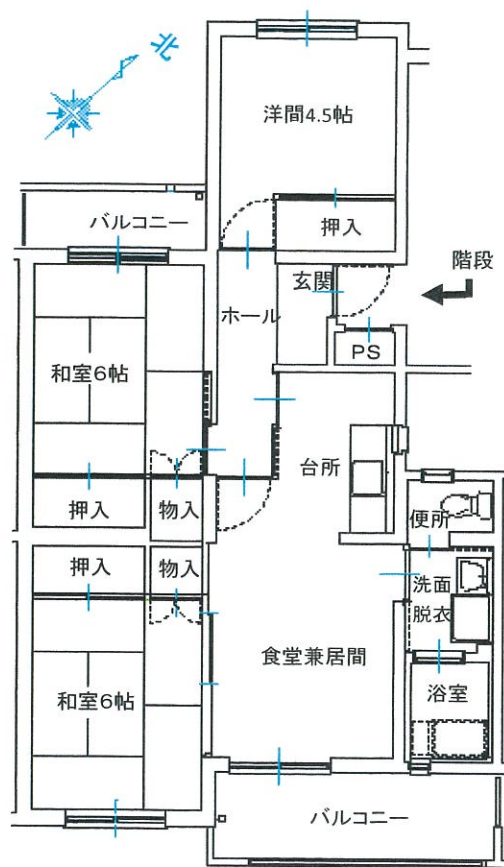 北
洋間4.5帖
バルコニー
押入
階段
玄関
ホール
PS
和室6帖
台所
押入
物入
便所
押入
物入
洗面
脱衣
食堂兼居間
和室6帖
浴室
バルコニー